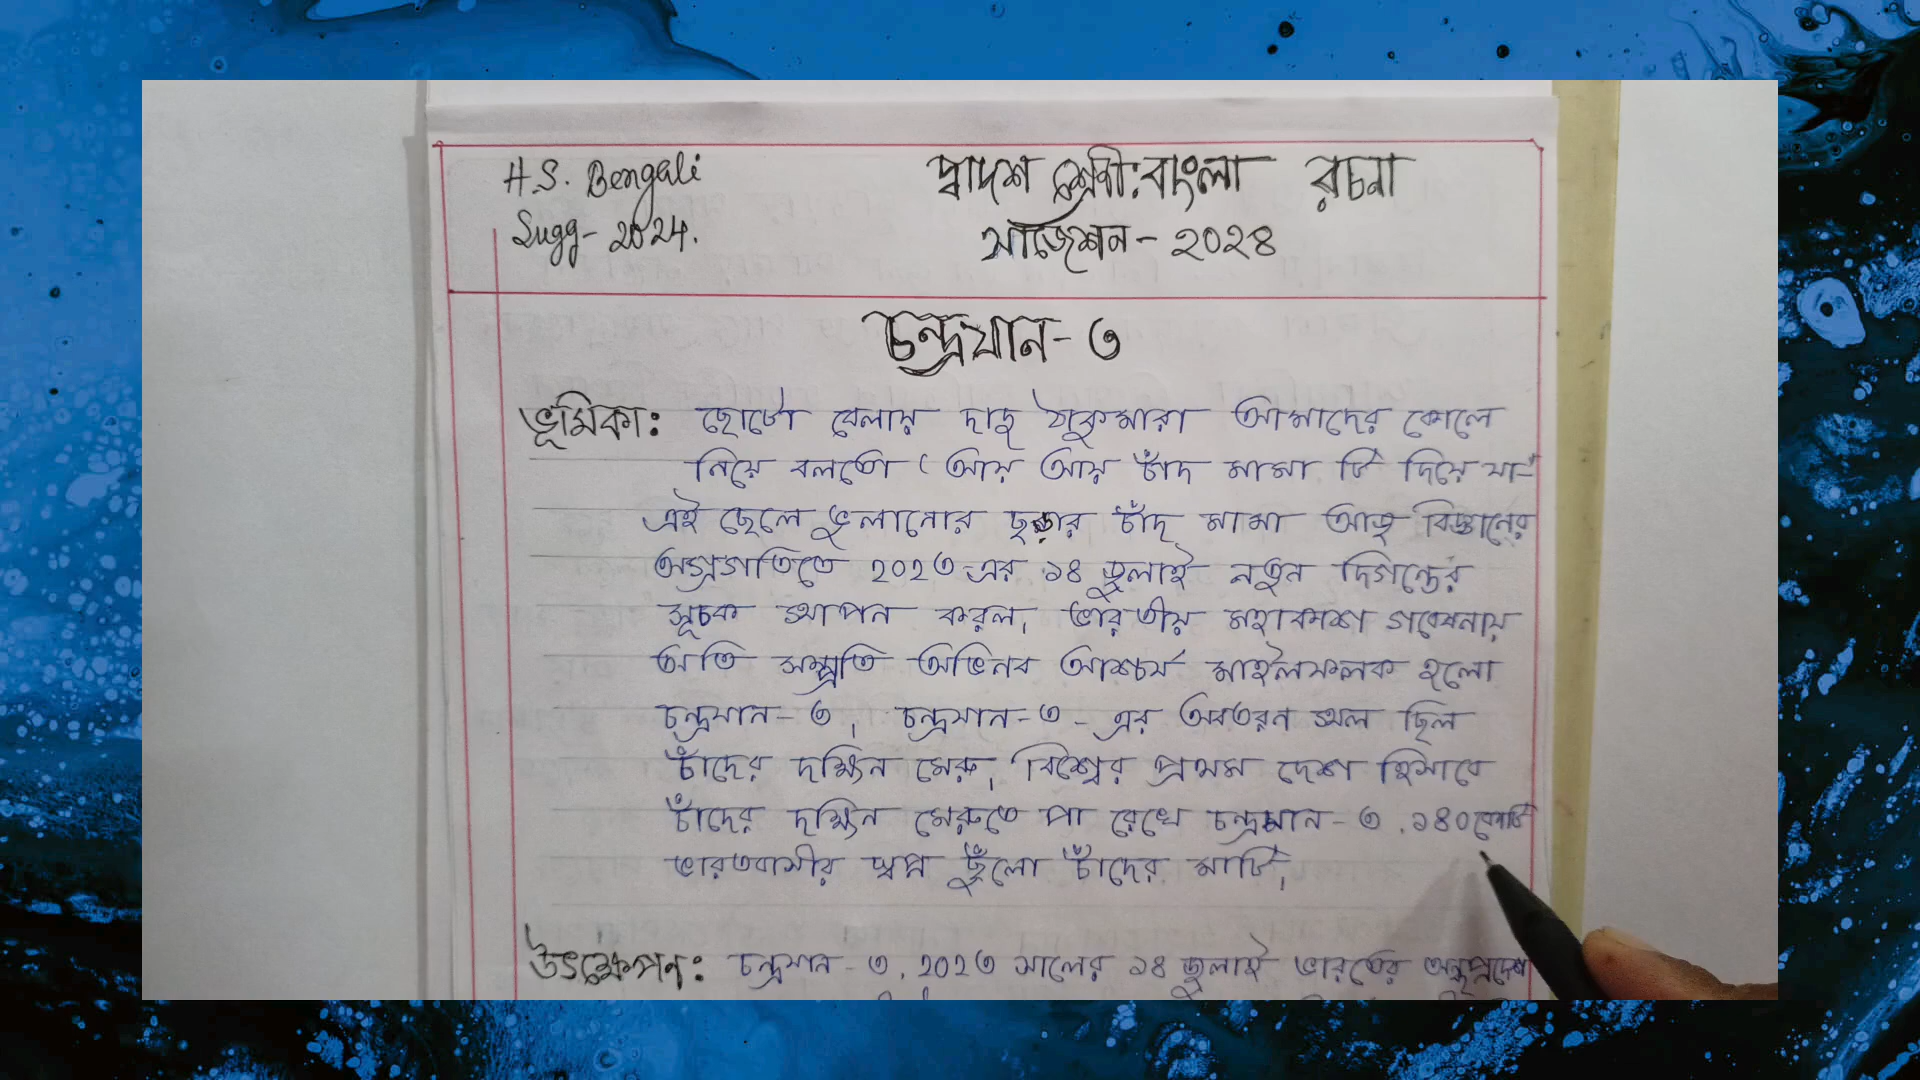 H.S. Bengali
Sugg- 2024.
দ্বাদশ শ্রেণী:বাংলা রচনা
সাজেশন- ২০২৪
চন্দ্রযান- ৩
ভূমিকা: ছোটো বেলায় দাদু ঠাকুমারা আমাদের কোলে
নিয়ে বলতো ' আয় আয় চাঁদ মামা টি দিয়ে যা-'
এই ছেলে ভুলানোর ছড়ার চাঁদ মামা আজ বিজ্ঞানের
অগ্রগতিতে ২০২৩-এর ১৪ জুলাই নতুন দিগন্তের
সূচক স্থাপন করল। ভারতীয় মহাকাশ গবেষনায়
অতি সম্প্রতি অভিনব আশ্চর্য মাইলফলক হলো
চন্দ্রযান- ৩। চন্দ্রযান-৩- এর অবতরন স্থল ছিল
চাঁদের দক্ষিন মেরু। বিশ্বের প্রথম দেশ হিসাবে
চাঁদের দক্ষিন মেরুতে পা রেখে চন্দ্রযান- ৩ . ১৪০কোটি
ভারতবাসীর স্বপ্ন ছুঁলো চাঁদের মাটি।
উৎক্ষেপন: চন্দ্রযান - ৩, ২০২৩ সালের ১৪ জুলাই ভারতের অন্ধ্রপ্রদেশ